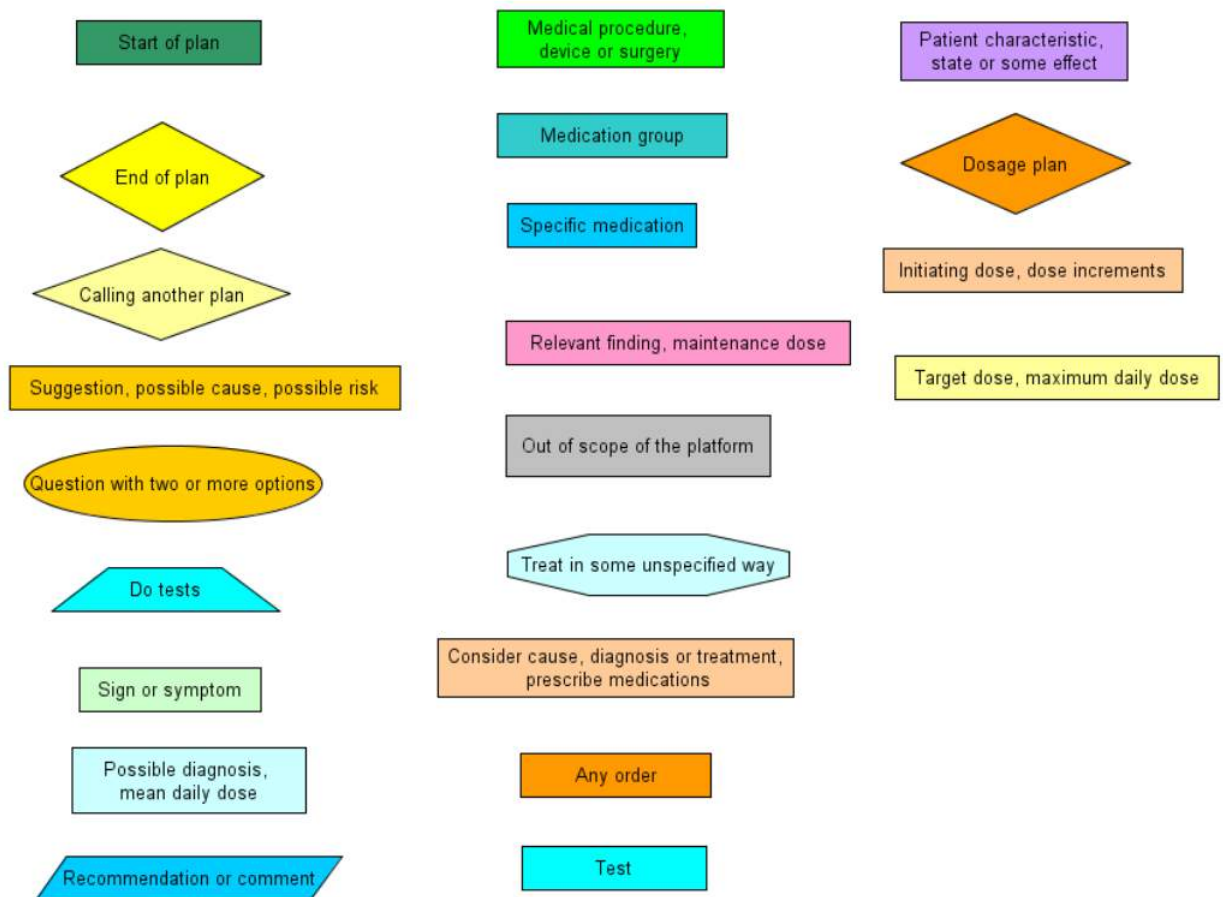 Start of plan
End of plan
Calling another plan
Suggestion, possible cause, possible risk
Question with two or more options
Do tests
Sign or symptom
Possible diagnosis,
mean daily dose
Recommendation or comment
Medical procedure,
device or surgery
Medication group
Specific medication
Relevant finding, maintenance dose
Out of scope of the platform
Treat in some unspecified way
Consider cause, diagnosis or treatment,
prescribe medications
Any order
Test
Patient characteristic,
state or some effect
Dosage plan
Initiating dose, dose increments
Target dose, maximum daily dose